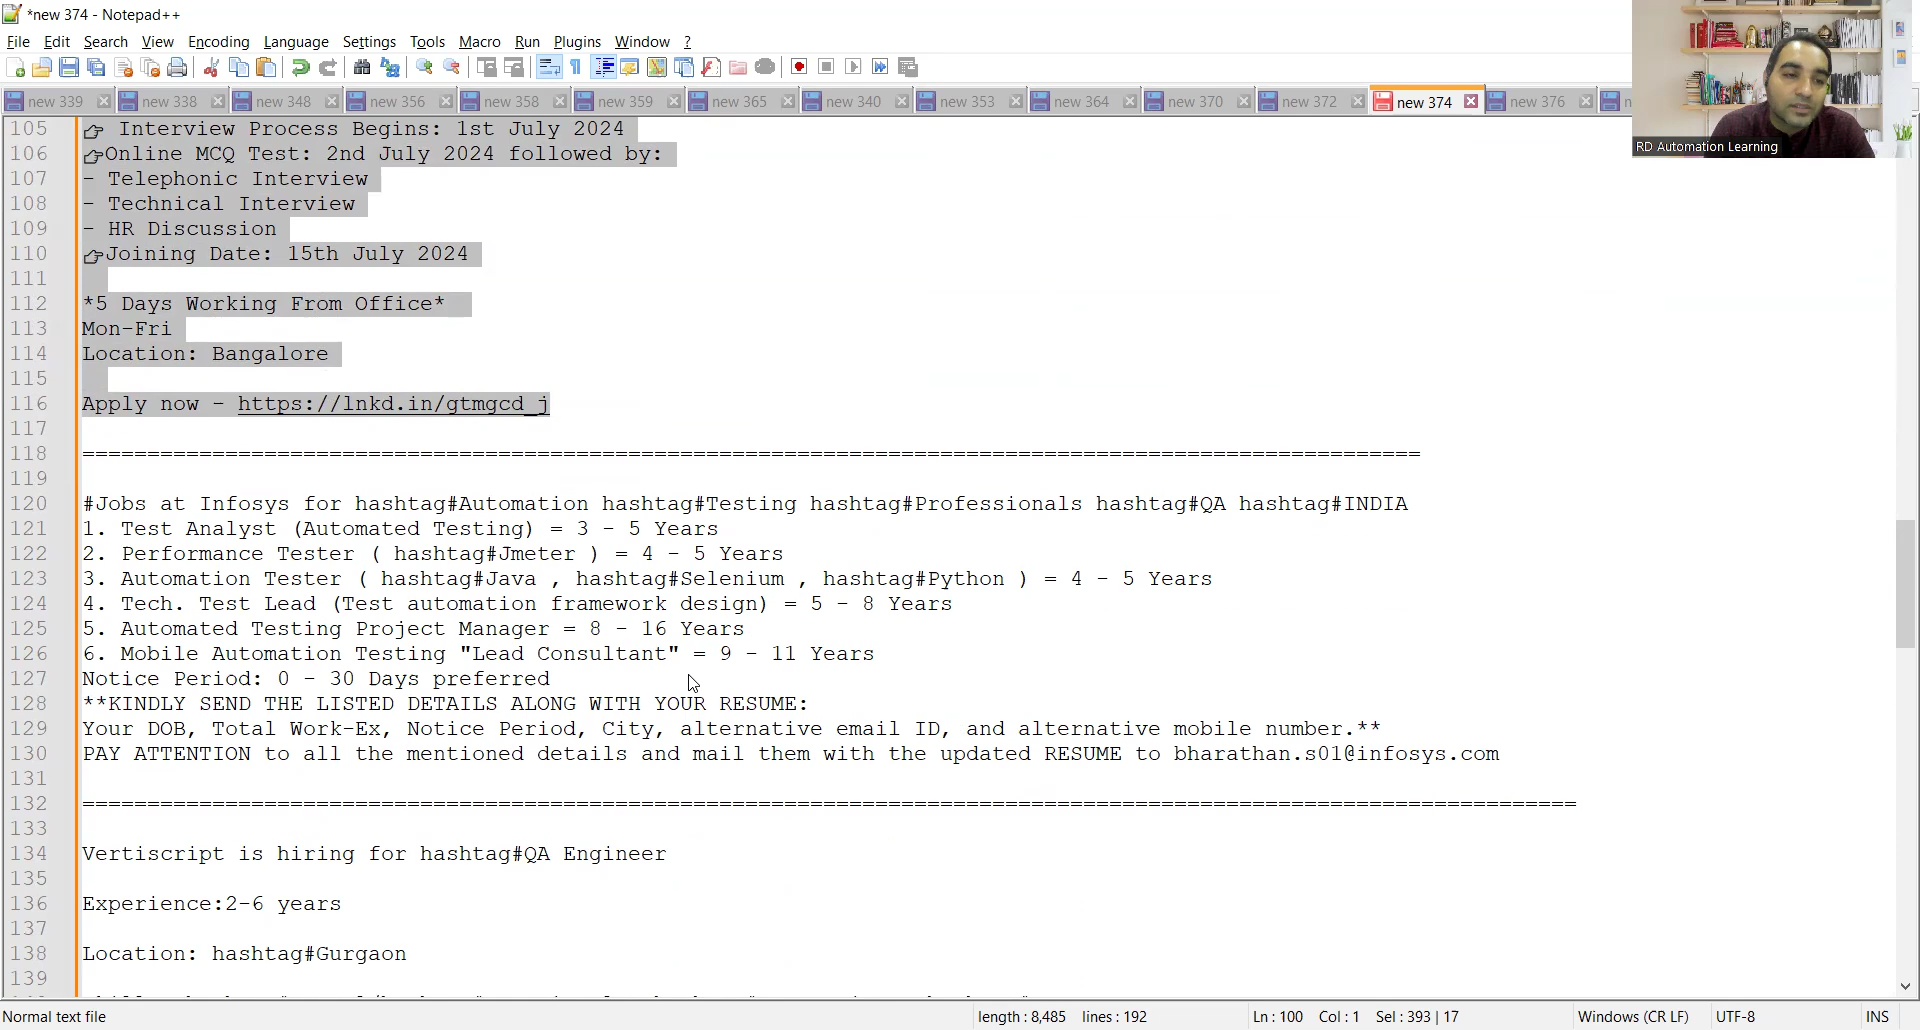 *new 374 - Notepad++
File Edit Search View Encoding Language Settings Tools Macro Run Plugins Window ?
new 339 new 338 new 348 new 356 new 358 new 359 new 365 new 340 new 353 new 364 new 370 new 372 new 374 new 376
RD Automation Learning
105 Interview Process Begins: 1st July 2024
106 Online MCQ Test: 2nd July 2024 followed by:
107 - Telephonic Interview
108 - Technical Interview
109 - HR Discussion
110 Joining Date: 15th July 2024
111
112 *5 Days Working From Office*
113 Mon-Fri
114 Location: Bangalore
115
116 Apply now - https://lnkd.in/gtmgcd_j
117
118 =======================================================================================================
119
120 #Jobs at Infosys for hashtag#Automation hashtag#Testing hashtag#Professionals hashtag#QA hashtag#INDIA
121 1. Test Analyst (Automated Testing) = 3 - 5 Years
122 2. Performance Tester ( hashtag#Jmeter ) = 4 - 5 Years
123 3. Automation Tester ( hashtag#Java , hashtag#Selenium , hashtag#Python ) = 4 - 5 Years
124 4. Tech. Test Lead (Test automation framework design) = 5 - 8 Years
125 5. Automated Testing Project Manager = 8 - 16 Years
126 6. Mobile Automation Testing "Lead Consultant" = 9 - 11 Years
127 Notice Period: 0 - 30 Days preferred
128 **KINDLY SEND THE LISTED DETAILS ALONG WITH YOUR RESUME:
129 Your DOB, Total Work-Ex, Notice Period, City, alternative email ID, and alternative mobile number.**
130 PAY ATTENTION to all the mentioned details and mail them with the updated RESUME to bharathan.s01@infosys.com
131
132 ===================================================================================================================
133
134 Vertiscript is hiring for hashtag#QA Engineer
135
136 Experience:2-6 years
137
138 Location: hashtag#Gurgaon
139
Normal text file length : 8,485 lines : 192 Ln : 100 Col : 1 Sel : 393 | 17 Windows (CR LF) UTF-8 INS